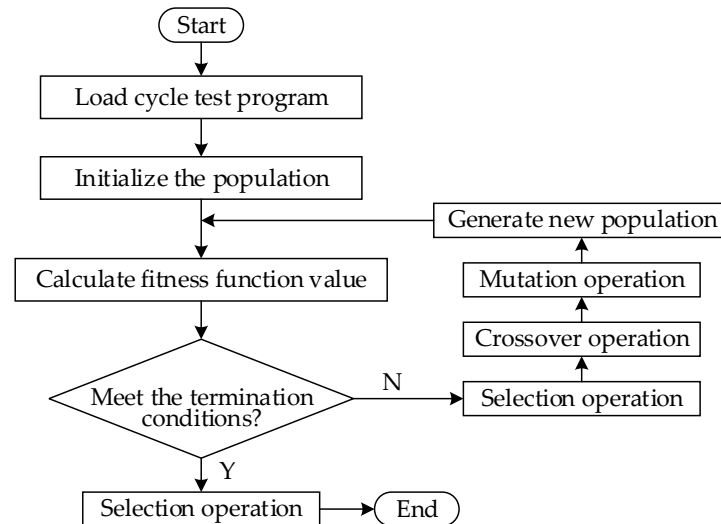 Start
Load cycle test program
Initialize the population
Generate new population
Calculate fitness function value
Mutation operation
Crossover operation
Meet the termination
conditions?
N
Selection operation
Y
Selection operation
End